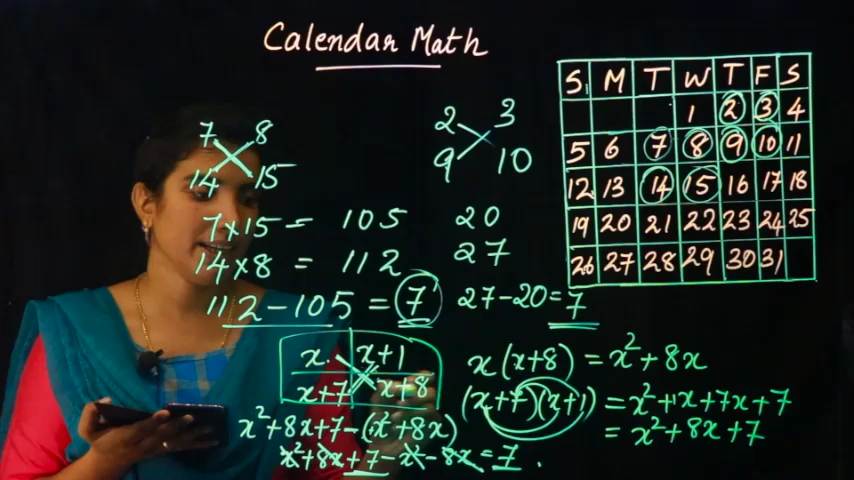 Calendar Math
7 8
14 15
7×15 = 105
14×8 = 112
112-105 = 7
2 3
9 10
20
27
27-20=7
S M T W T F S
1 2 3 4
5 6 7 8 9 10 11
12 13 14 15 16 17 18
19 20 21 22 23 24 25
26 27 28 29 30 31
x x+1
x+7 x+8
x²+8x+7-(x²+8x)
x²+8x+7-x²-8x=7.
x(x+8) = x²+8x
(x+7)(x+1) = x²+1x+7x+7
= x²+8x+7